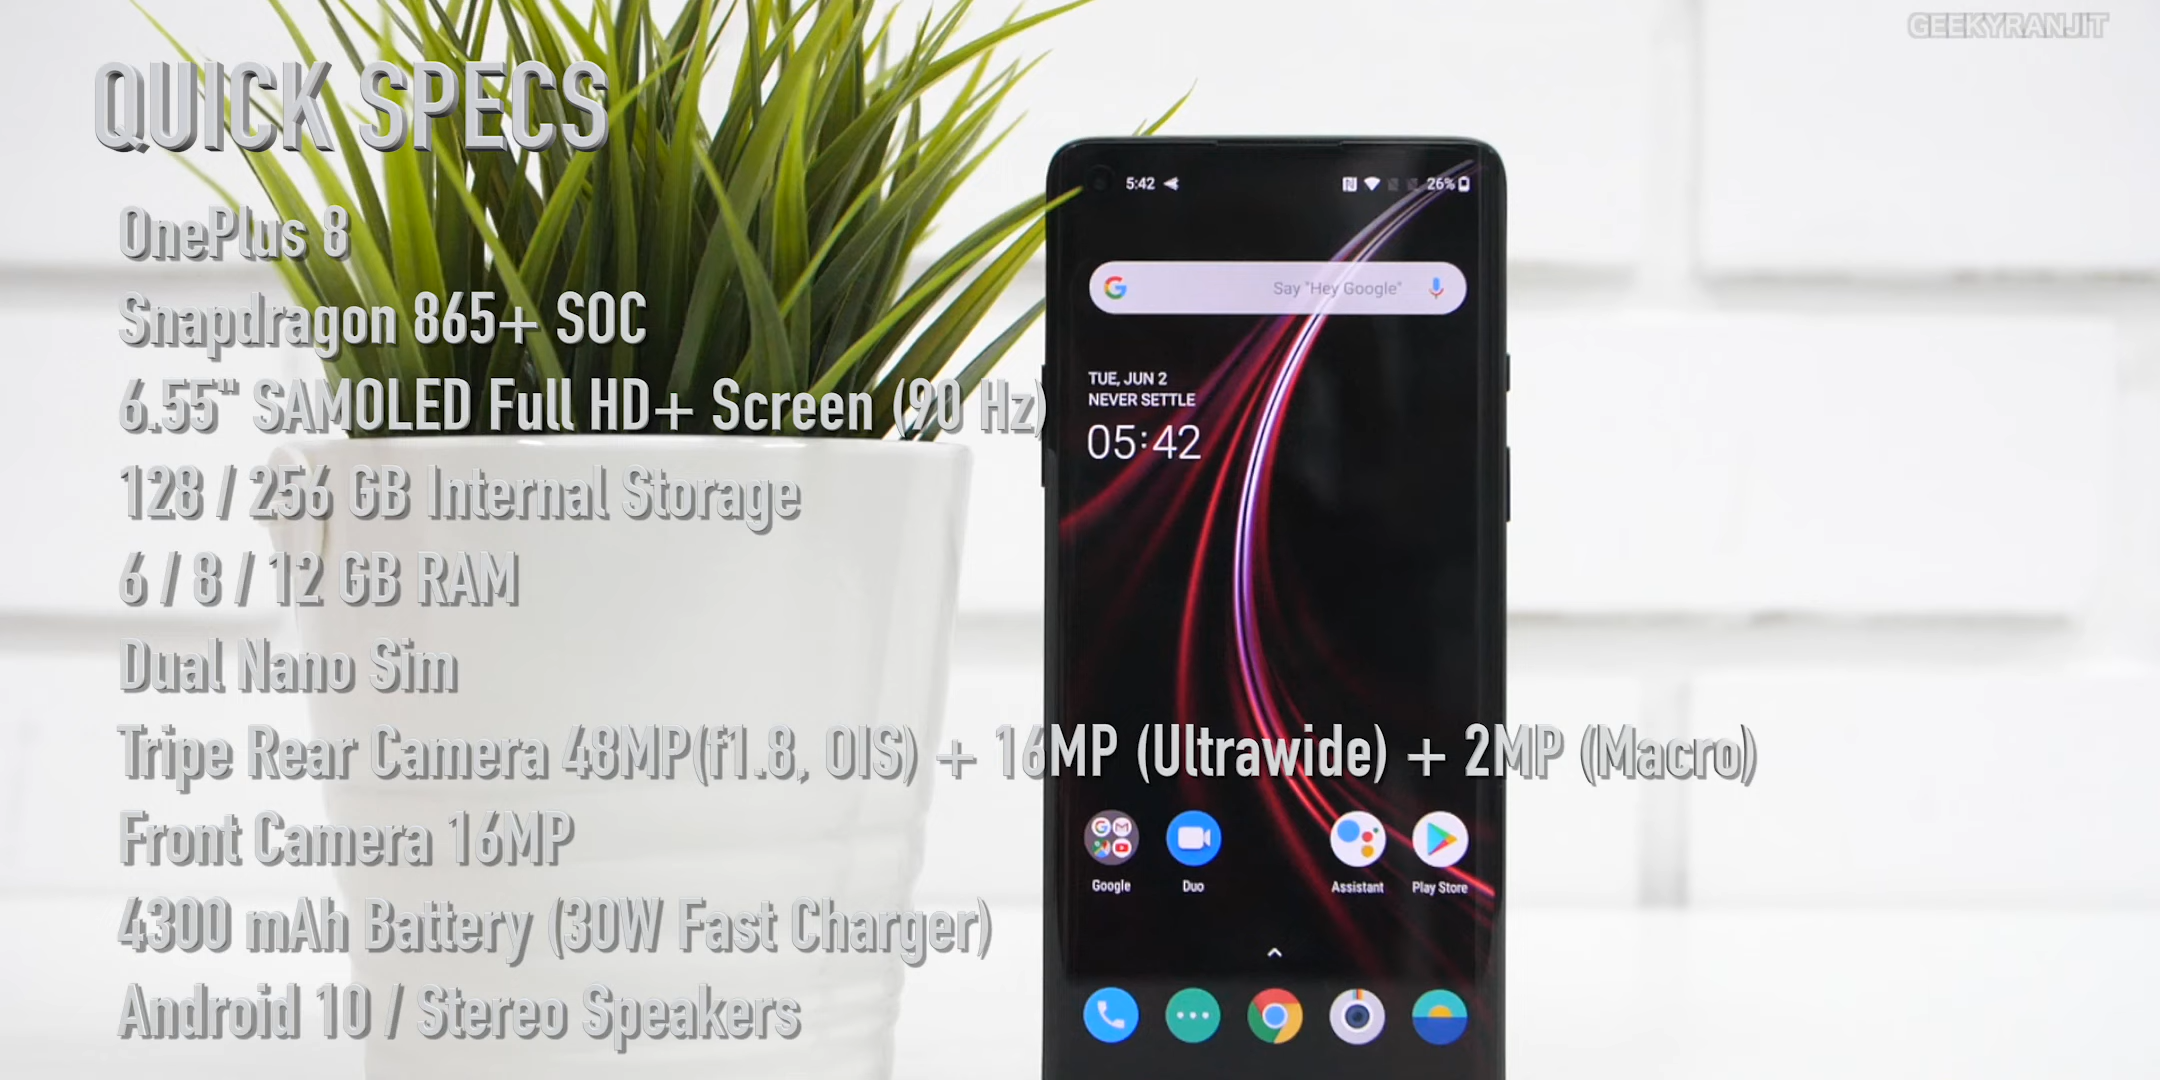 GEEKYRANJIT
QUICK SPECS
OnePlus 8
Snapdragon 865+ SOC
6.55" SAMOLED Full HD+ Screen (90 Hz)
128 / 256 GB Internal Storage
6 / 8 / 12 GB RAM
Dual Nano Sim
Tripe Rear Camera 48MP(f1.8, OIS) + 16MP (Ultrawide) + 2MP (Macro)
Front Camera 16MP
4300 mAh Battery (30W Fast Charger)
Android 10 / Stereo Speakers
5:42 26%
Say "Hey Google"
TUE, JUN 2
NEVER SETTLE
05:42
Google Duo Assistant Play Store